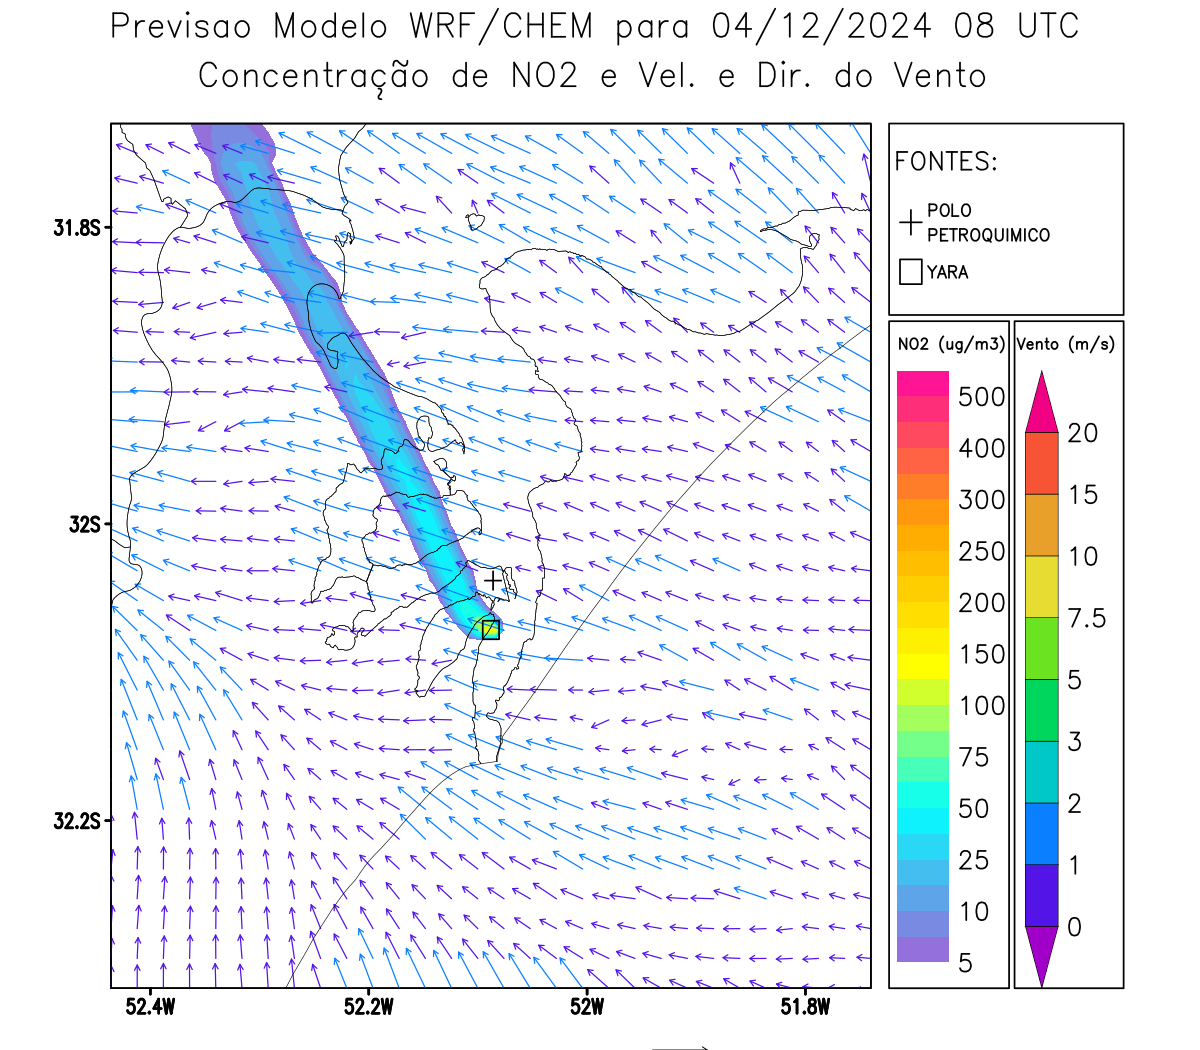 Previsao Modelo WRF/CHEM para 04/12/2024 08 UTC
Concentração de NO2 e Vel. e Dir. do Vento
FONTES:
POLO
PETROQUIMICO
YARA
NO2 (ug/m3)
500
400
300
250
200
150
100
75
50
25
10
5
Vento (m/s)
20
15
10
7.5
5
3
2
1
0
31.8S
32S
32.2S
52.4W
52.2W
52W
51.8W